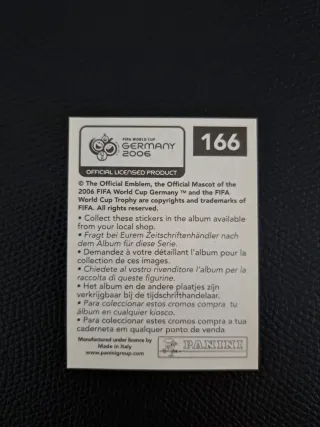 FIFA WORLD CUP
GERMANY
2006
OFFICIAL LICENSED PRODUCT
166
© The Official Emblem, the Official Mascot of the
2006 FIFA World Cup Germany ™ and the FIFA
World Cup Trophy are copyrights and trademarks of
FIFA. All rights reserved.
• Collect these stickers in the album available
from your local shop.
• Fragt bei Eurem Zeitschriftenhändler nach
dem Album für diese Serie.
• Demandez à votre détaillant l'album pour la
collection de ces images.
• Chiedete al vostro rivenditore l'album per la
raccolta di queste figurine.
• Het album en de andere plaatjes zijn
verkrijgbaar bij de tijdschrifthandelaar.
• Para coleccionar estos cromos compra tu
álbum en cualquier kiosco.
• Para coleccionar estes cromos compra a tua
caderneta em qualquer ponto de venda
Manufactured under licence by
Made in Italy
www.paninigroup.com
PANINI